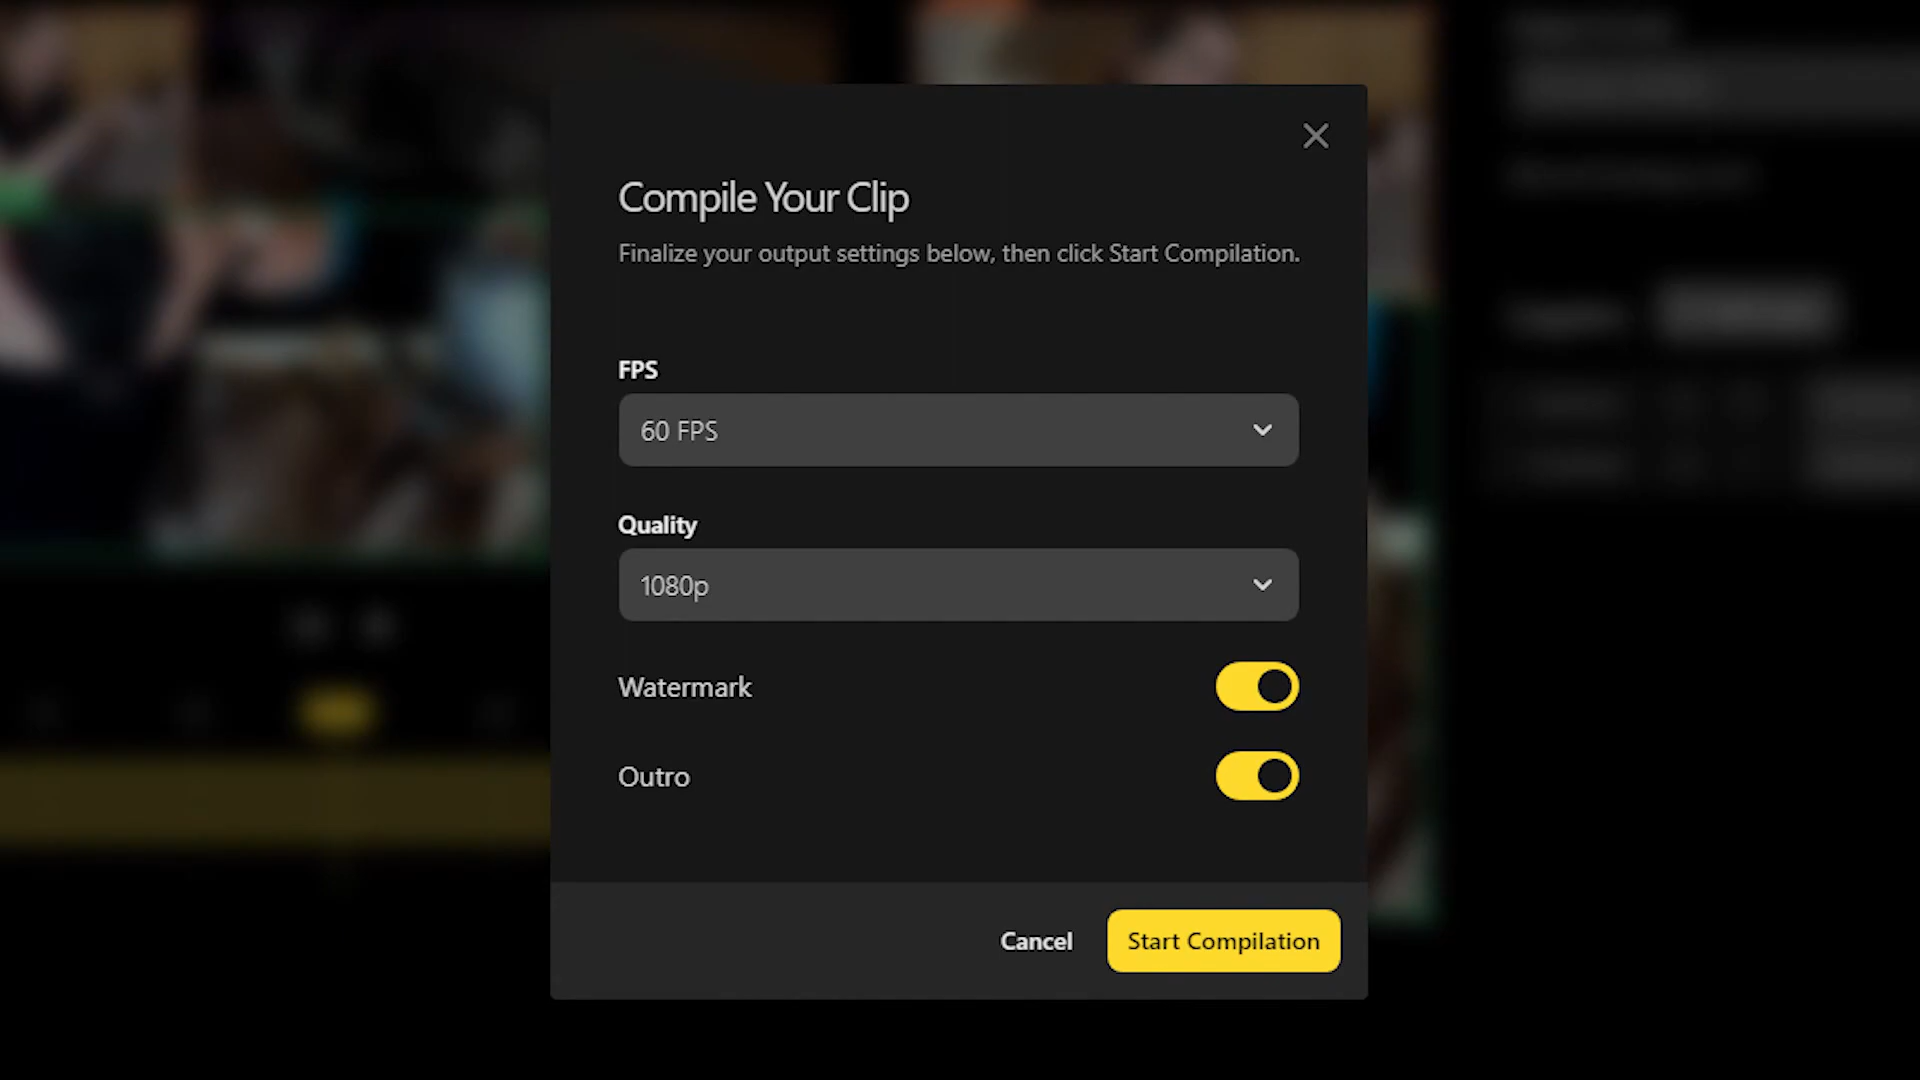 Compile Your Clip
Finalize your output settings below, then click Start Compilation.
FPS
60 FPS
Quality
1080p
Watermark
Outro
Cancel
Start Compilation